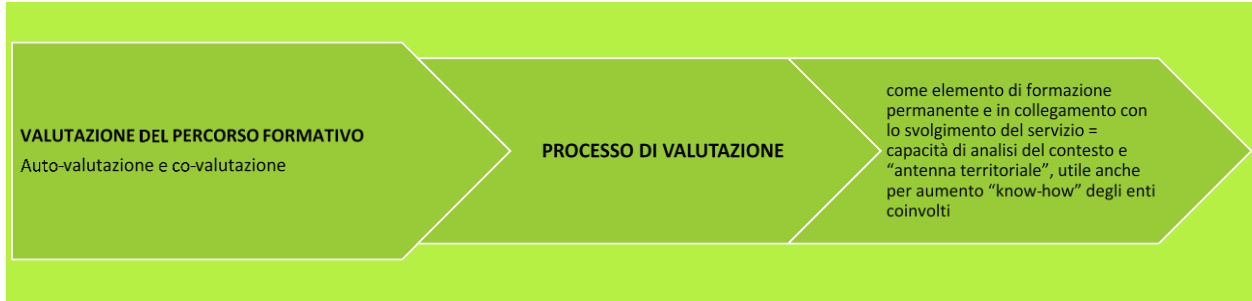 VALUTAZIONE DEL PERCORSO FORMATIVO
Auto-valutazione e co-valutazione
PROCESSO DI VALUTAZIONE
come elemento di formazione
permanente e in collegamento con
lo svolgimento del servizio =
capacità di analisi del contesto e
“antenna territoriale”, utile anche
per aumento “know-how” degli enti
coinvolti